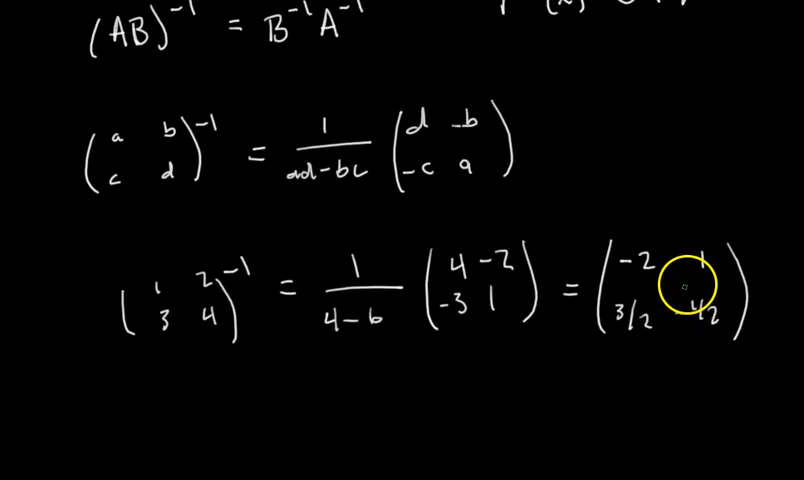 (AB)⁻¹ = B⁻¹A⁻¹
(a b
c d)⁻¹ = 1/(ad-bc) (d -b
-c a)
(1 2
3 4)⁻¹ = 1/(4-6) (4 -2
-3 1) = (-2 1
3/2 -1/2)